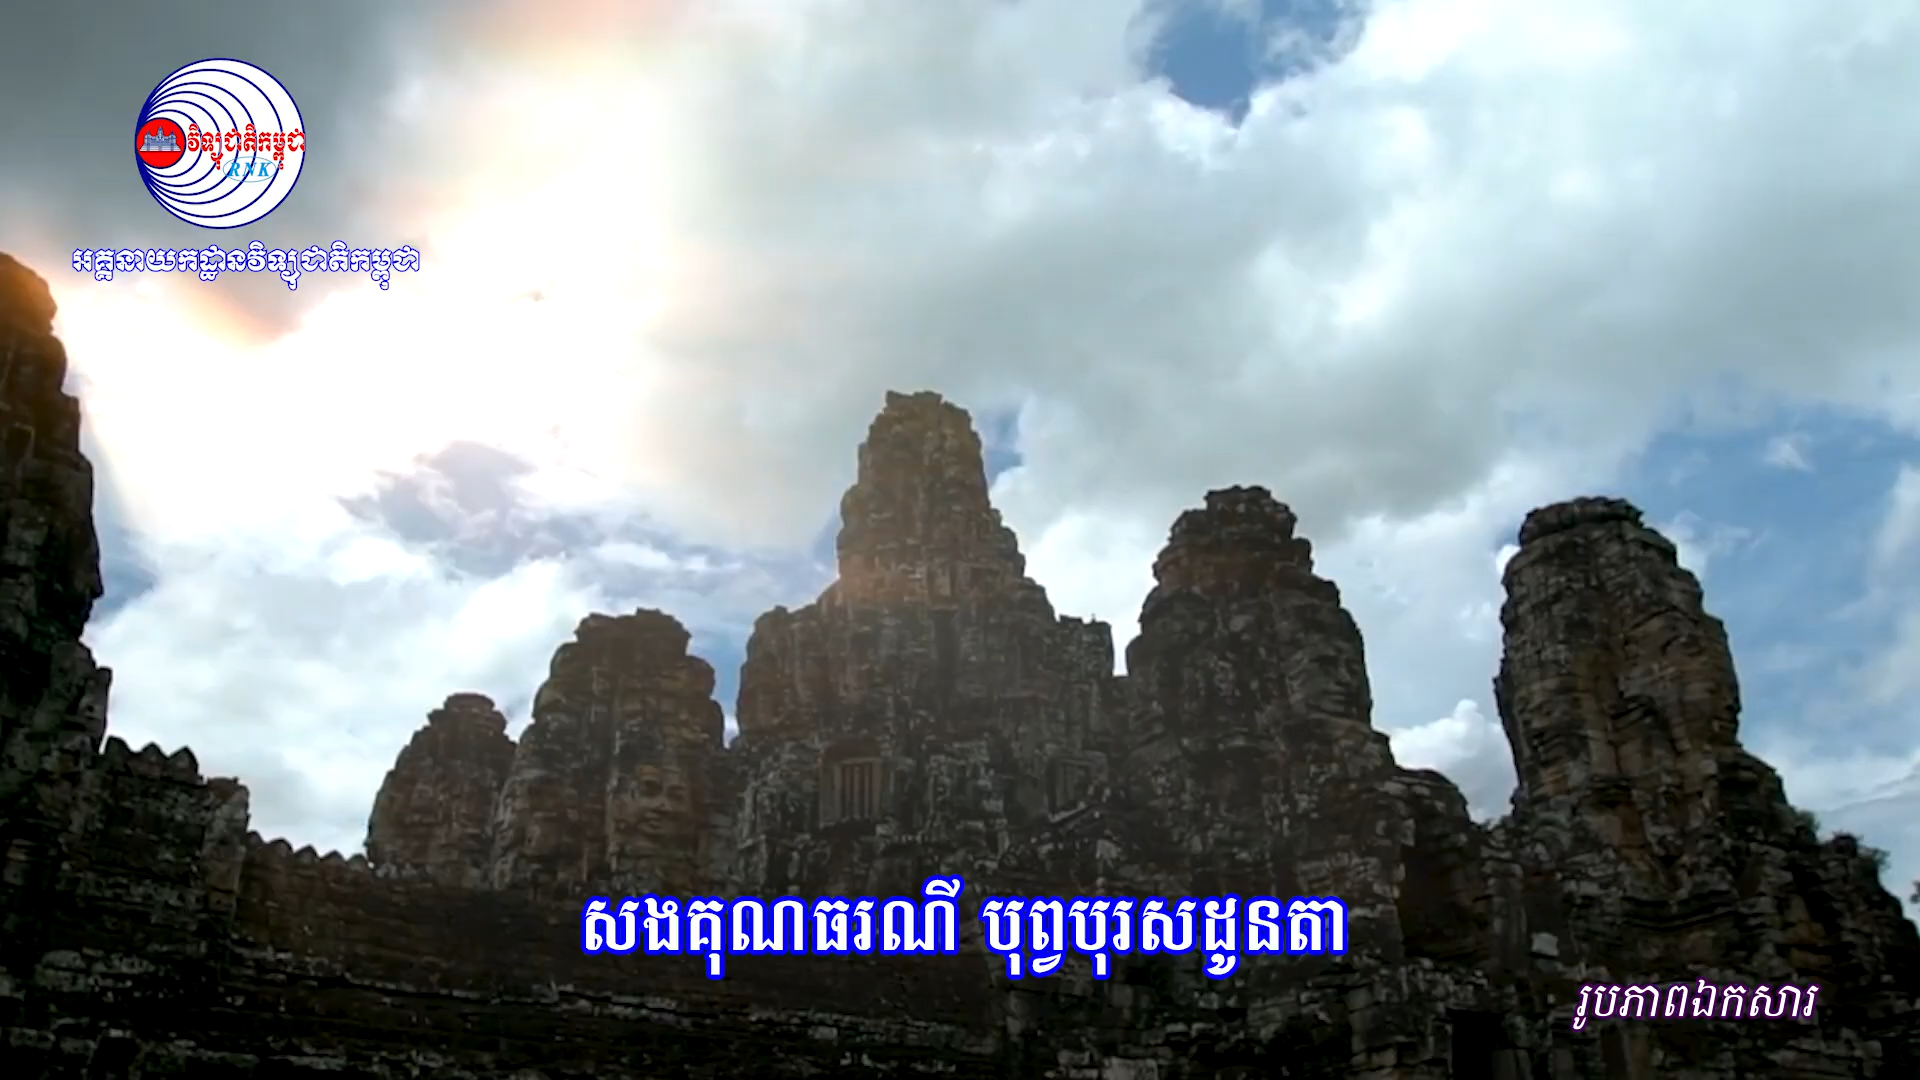 វិទ្យុជាតិកម្ពុជា
RNK
អគ្គនាយកដ្ឋានវិទ្យុជាតិកម្ពុជា
សងគុណធរណី បុព្វបុរសដូនតា
រូបភាពឯកសារ